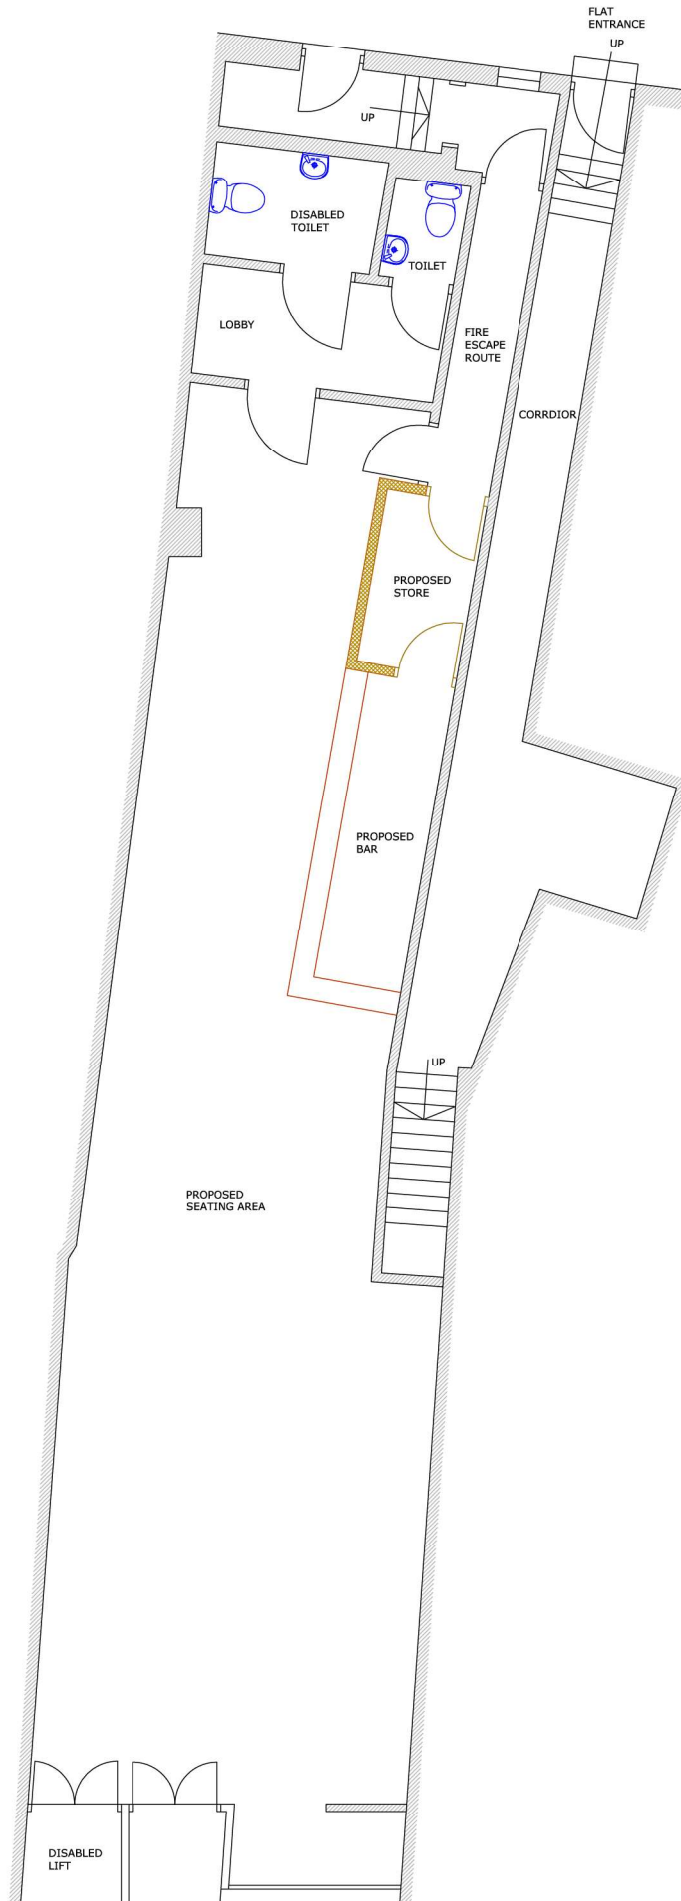 FLAT
ENTRANCE
UP
UP
DISABLED
TOILET
TOILET
LOBBY
FIRE
ESCAPE
ROUTE
CORRDIOR
PROPOSED
STORE
PROPOSED
BAR
UP
PROPOSED
SEATING AREA
DISABLED
LIFT